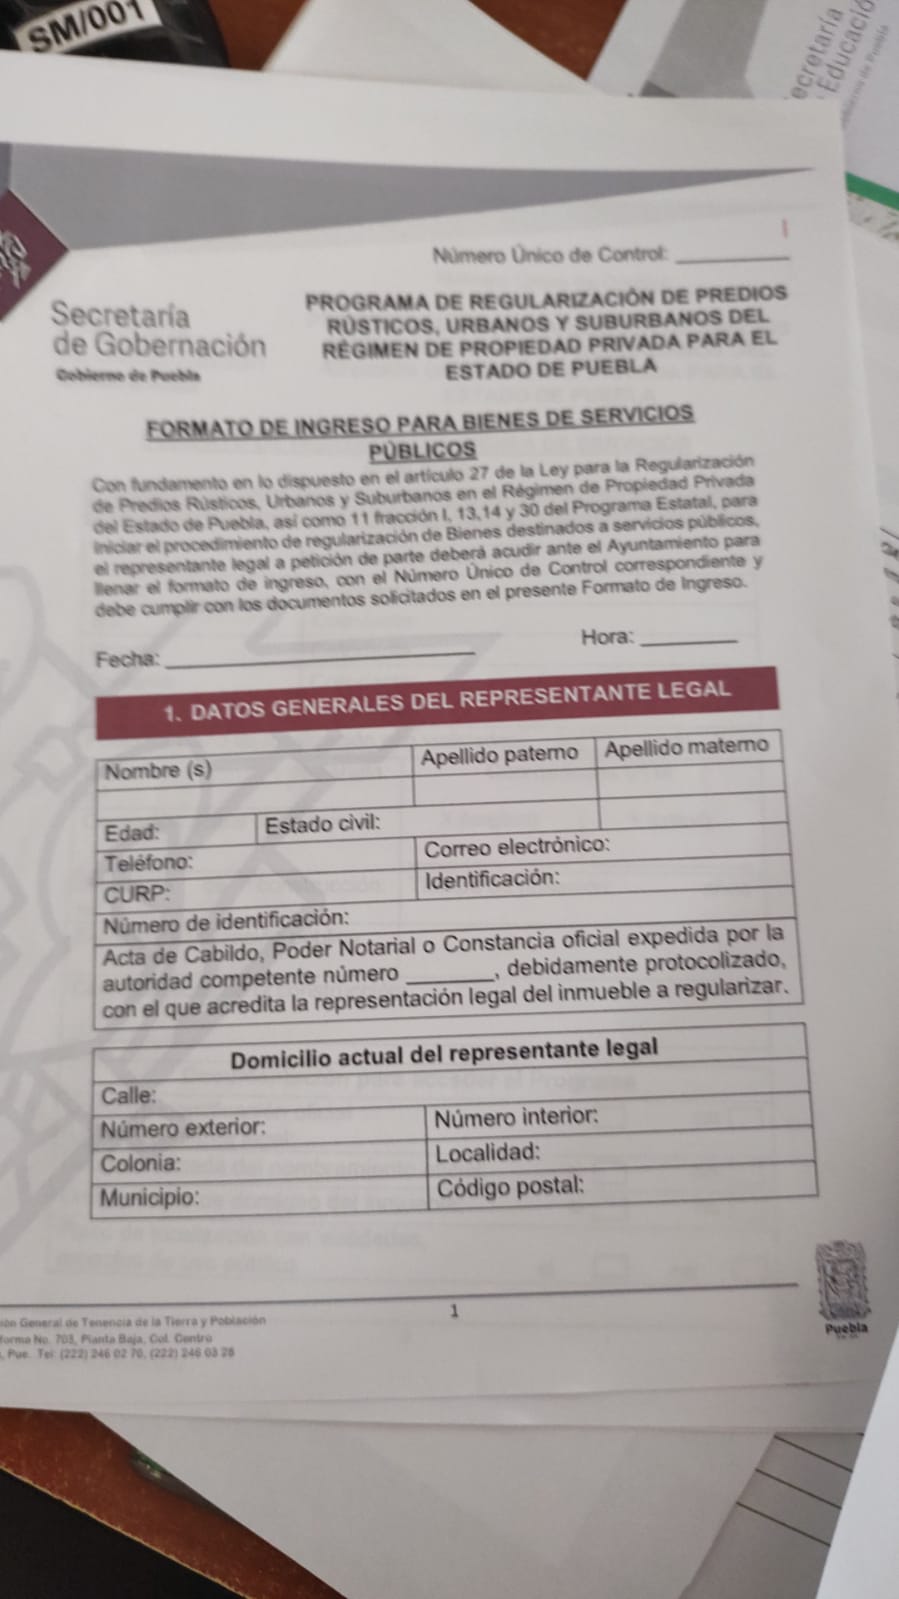 SM/001
ecretaría
Educació
Número Único de Control: ________
Secretaría
de Gobernación
Gobierno de Puebla
PROGRAMA DE REGULARIZACIÓN DE PREDIOS
RÚSTICOS, URBANOS Y SUBURBANOS DEL
RÉGIMEN DE PROPIEDAD PRIVADA PARA EL
ESTADO DE PUEBLA
FORMATO DE INGRESO PARA BIENES DE SERVICIOS
PÚBLICOS
Con fundamento en lo dispuesto en el artículo 27 de la Ley para la Regularización
de Predios Rústicos, Urbanos y Suburbanos en el Régimen de Propiedad Privada
del Estado de Puebla, así como 11 fracción I, 13,14 y 30 del Programa Estatal, para
iniciar el procedimiento de regularización de Bienes destinados a servicios públicos,
el representante legal a petición de parte deberá acudir ante el Ayuntamiento para
llenar el formato de ingreso, con el Número Único de Control correspondiente y
debe cumplir con los documentos solicitados en el presente Formato de Ingreso.
Fecha: ________ Hora: ________
1. DATOS GENERALES DEL REPRESENTANTE LEGAL
Nombre (s) Apellido paterno Apellido materno
Edad: Estado civil:
Teléfono: Correo electrónico:
CURP: Identificación:
Número de identificación:
Acta de Cabildo, Poder Notarial o Constancia oficial expedida por la
autoridad competente número ________, debidamente protocolizado,
con el que acredita la representación legal del inmueble a regularizar.
Domicilio actual del representante legal
Calle:
Número exterior: Número interior:
Colonia: Localidad:
Municipio: Código postal:
ión General de Tenencia de la Tierra y Población
forma No. 703, Planta Baja, Col. Centro
, Pue. Tel: (222) 246 02 70, (222) 246 03 28
1
Puebla